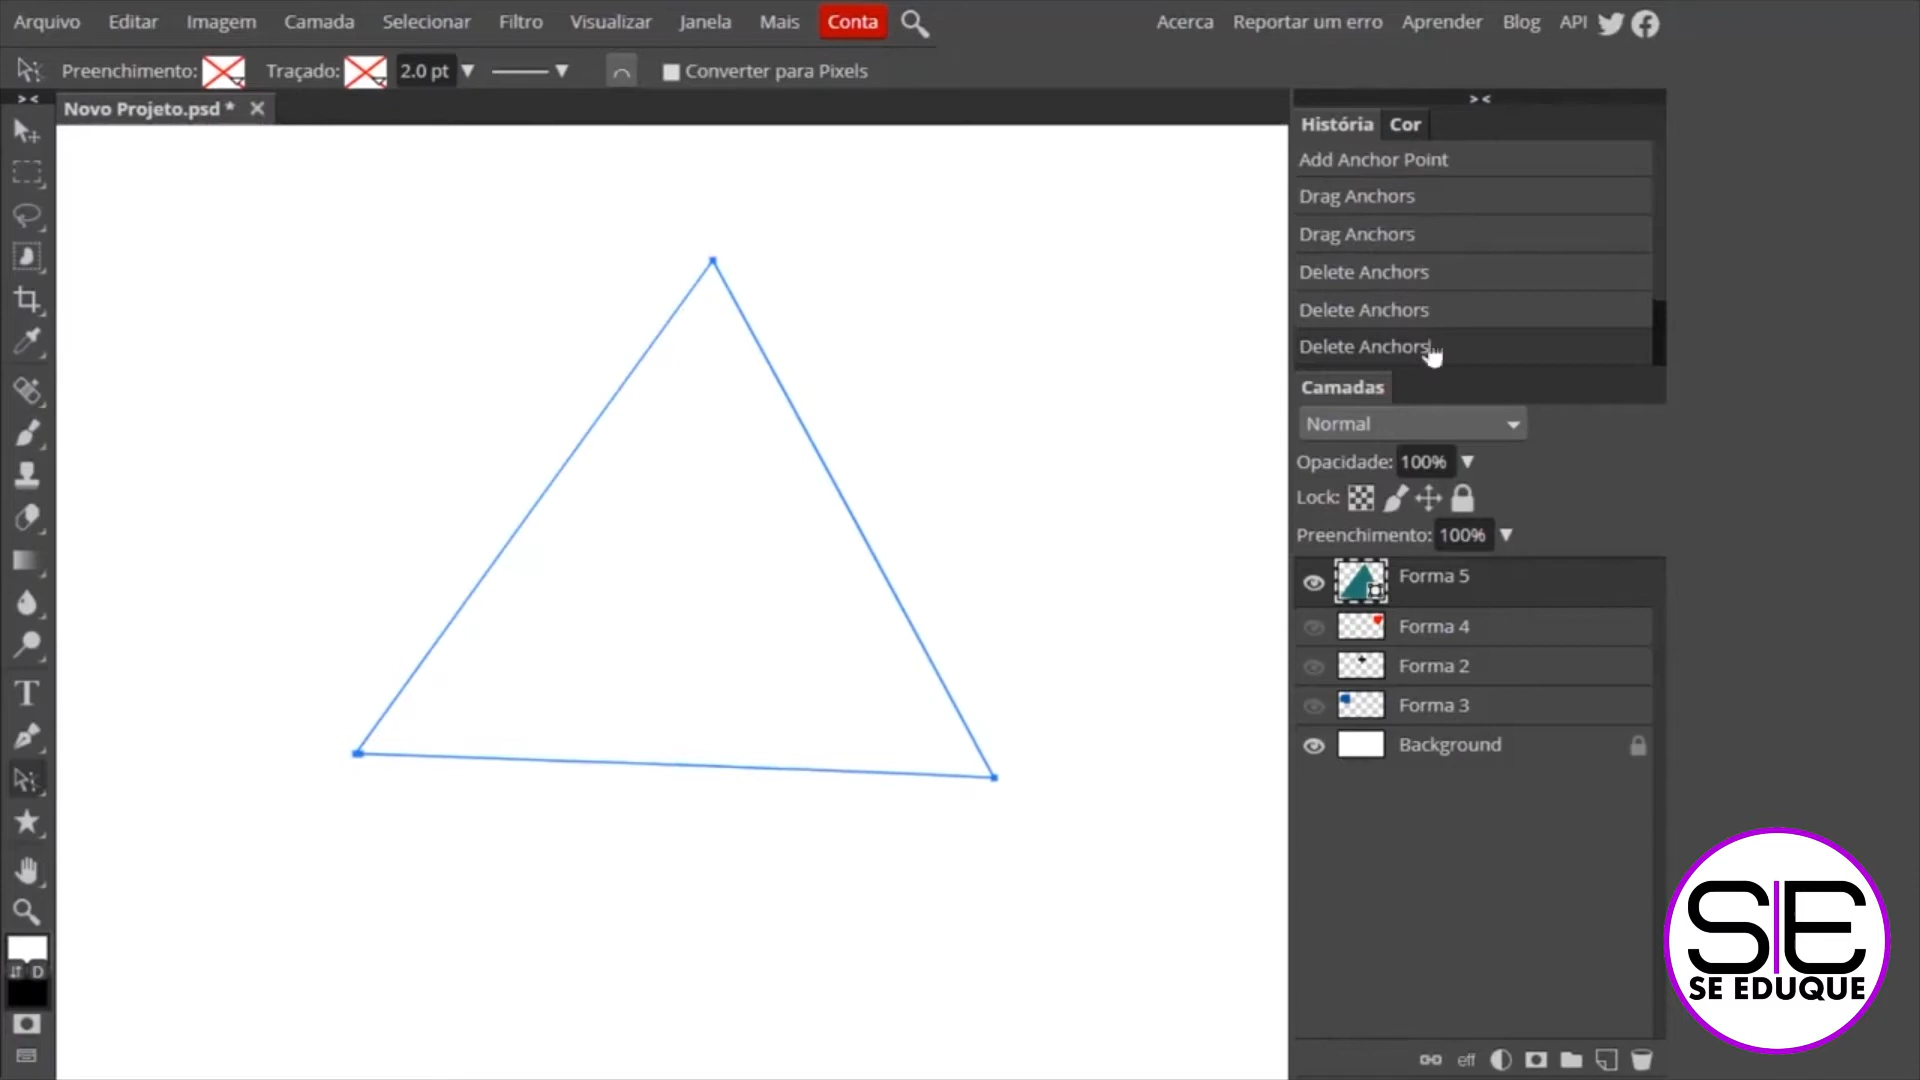 Arquivo Editar Imagem Camada Selecionar Filtro Visualizar Janela Mais Conta Acerca Reportar um erro Aprender Blog API
Preenchimento: Traçado: 2.0 pt Converter para Pixels
Novo Projeto.psd *
História Cor
Add Anchor Point
Drag Anchors
Drag Anchors
Delete Anchors
Delete Anchors
Delete Anchors
Camadas
Normal
Opacidade: 100%
Lock:
Preenchimento: 100%
Forma 5
Forma 4
Forma 2
Forma 3
Background
T
D
eff
SE
SE EDUQUE